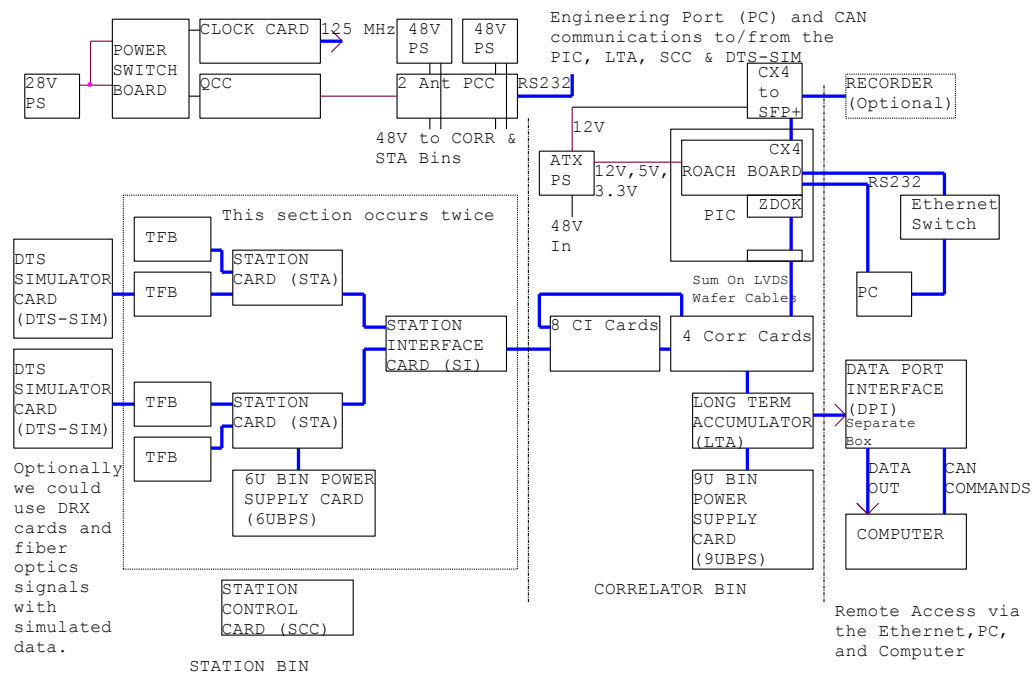 Engineering Port (PC) and CAN
communications to/from the
PIC, LTA, SCC & DTS-SIM
CLOCK CARD
125 MHz
48V
PS
48V
PS
POWER
SWITCH
BOARD
28V
PS
QCC
2 Ant PCC
RS232
48V to CORR &
STA Bins
CX4
to
SFP+
RECORDER
(Optional)
12V
ATX
PS
12V,5V,
3.3V
48V
In
CX4
ROACH BOARD
ZDOK
PIC
RS232
Ethernet
Switch
PC
This section occurs twice
TFB
TFB
DTS
SIMULATOR
CARD
(DTS-SIM)
STATION
CARD (STA)
STATION
INTERFACE
CARD (SI)
Sum On LVDS
Wafer Cables
8 CI Cards
4 Corr Cards
DTS
SIMULATOR
CARD
(DTS-SIM)
TFB
TFB
STATION
CARD (STA)
6U BIN POWER
SUPPLY CARD
(6UBPS)
LONG TERM
ACCUMULATOR
(LTA)
DATA PORT
INTERFACE
(DPI)
Separate
Box
9U BIN
POWER
SUPPLY
CARD
(9UBPS)
DATA
OUT
CAN
COMMANDS
COMPUTER
Optionally
we could
use DRX
cards and
fiber
optics
signals
with
simulated
data.
STATION
CONTROL
CARD (SCC)
STATION BIN
CORRELATOR BIN
Remote Access via
the Ethernet,PC,
and Computer